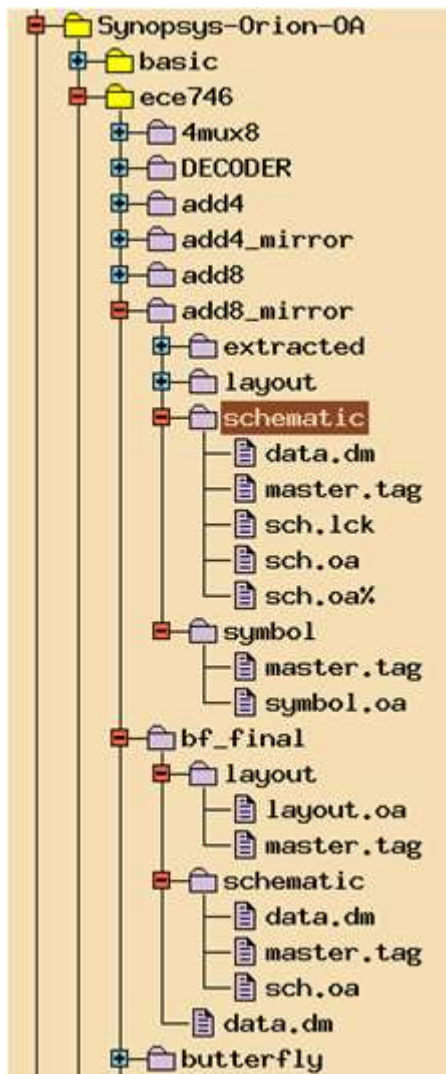 Synopsys-Orion-OA
basic
ece746
4mux8
DECODER
add4
add4_mirror
add8
add8_mirror
extracted
layout
schematic
data.dm
master.tag
sch.lck
sch.oa
sch.oa%
symbol
master.tag
symbol.oa
bf_final
layout
layout.oa
master.tag
schematic
data.dm
master.tag
sch.oa
data.dm
butterfly